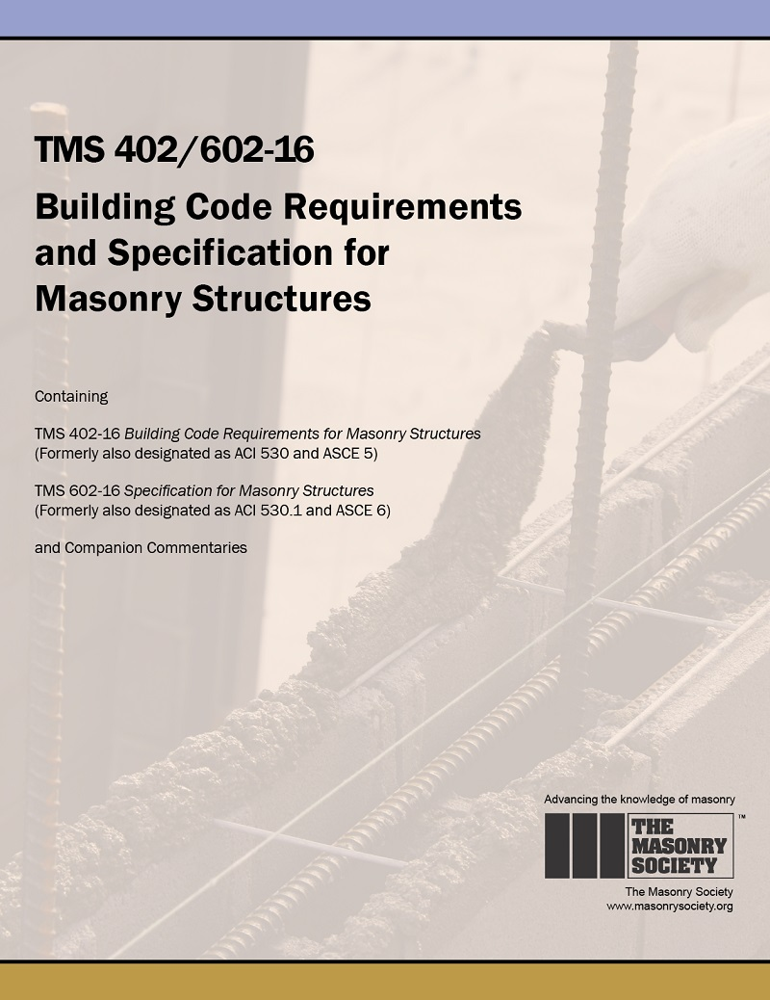 TMS 402/602-16
Building Code Requirements
and Specification for
Masonry Structures
Containing
TMS 402-16 Building Code Requirements for Masonry Structures
(Formerly also designated as ACI 530 and ASCE 5)
TMS 602-16 Specification for Masonry Structures
(Formerly also designated as ACI 530.1 and ASCE 6)
and Companion Commentaries
Advancing the knowledge of masonry
THE
MASONRY
SOCIETY
™
The Masonry Society
www.masonrysociety.org